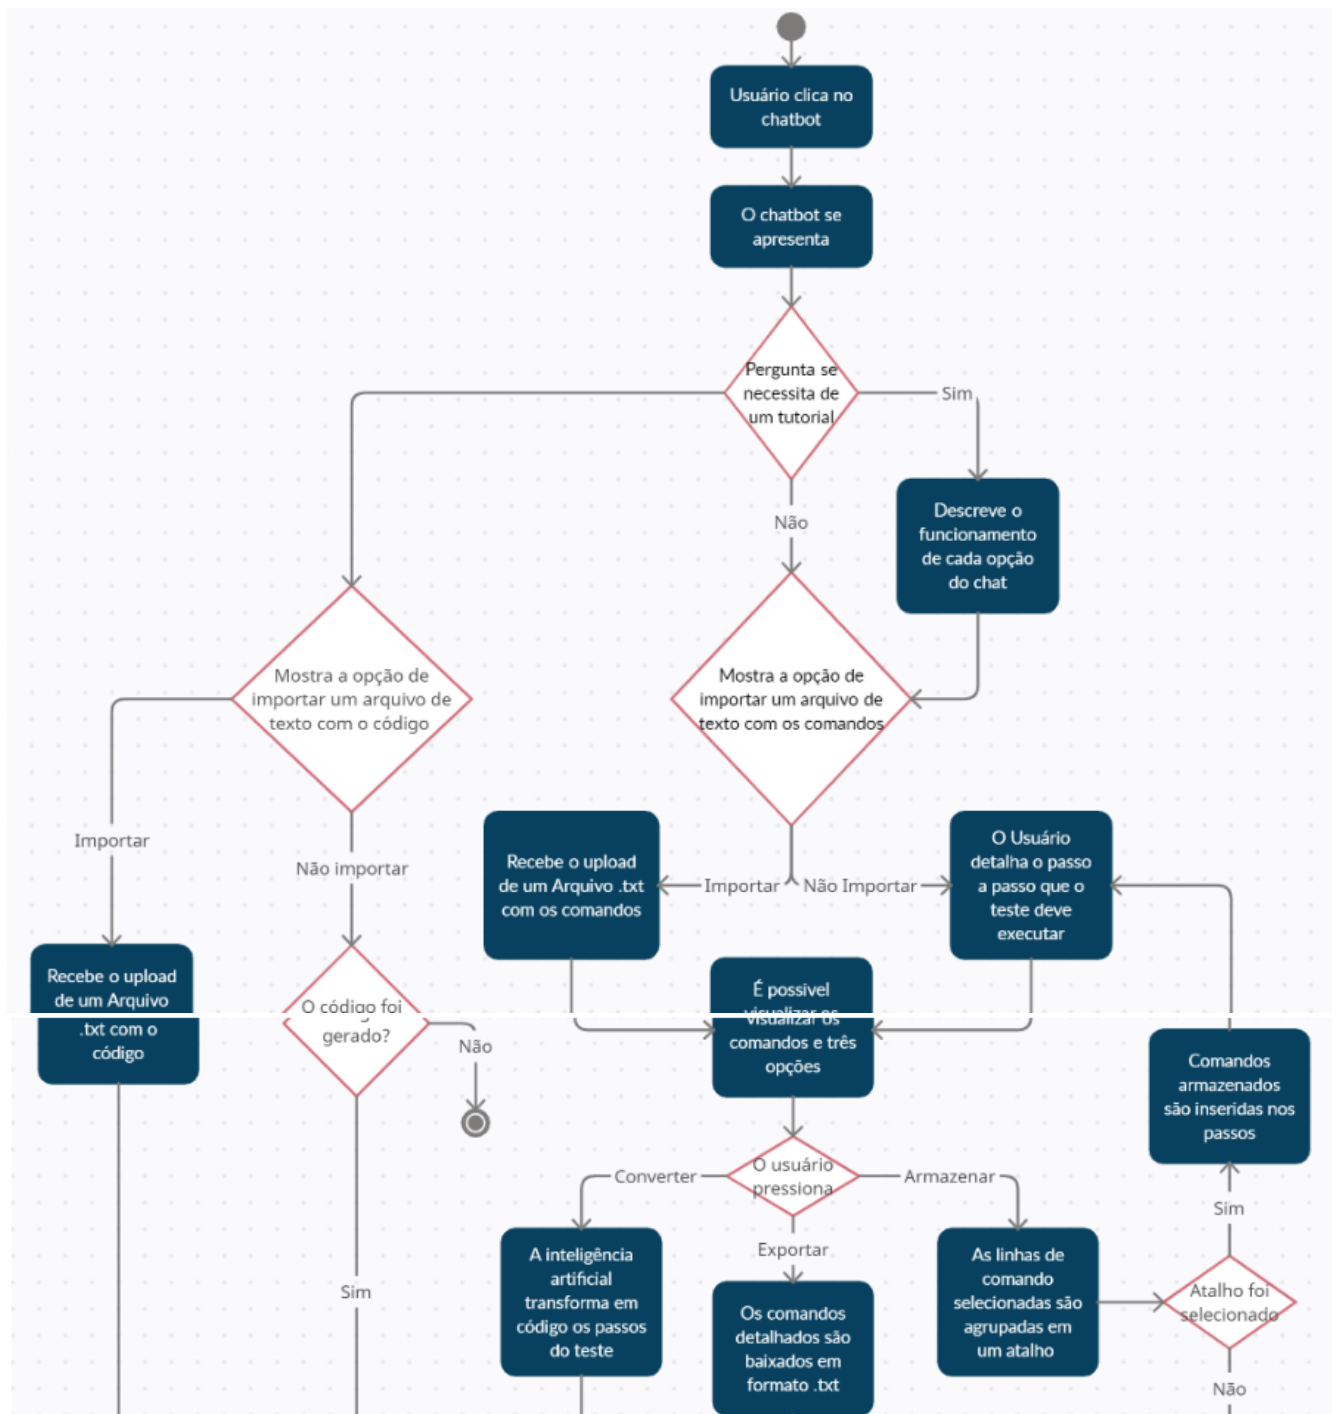 Usuário clica no
chatbot
O chatbot se
apresenta
Pergunta se
necessita de
um tutorial
Sim
Não
Descreve o
funcionamento
de cada opção
do chat
Mostra a opção de
importar um arquivo de
texto com o código
Mostra a opção de
importar um arquivo de
texto com os comandos
Importar
Não importar
Recebe o upload
de um Arquivo .txt
com os comandos
Importar
Não Importar
O Usuário
detalha o passo
a passo que o
teste deve
executar
Recebe o upload
de um Arquivo
.txt com o
código
O código foi
gerado?
Não
É possivel
visualizar os
comandos e três
opções
Comandos
armazenados
são inseridas nos
passos
Converter
O usuário
pressiona
Armazenar
Sim
Exportar
A inteligência
artificial
transforma em
código os passos
do teste
Sim
Os comandos
detalhados são
baixados em
formato .txt
As linhas de
comando
selecionadas são
agrupadas em
um atalho
Atalho foi
selecionado
Não